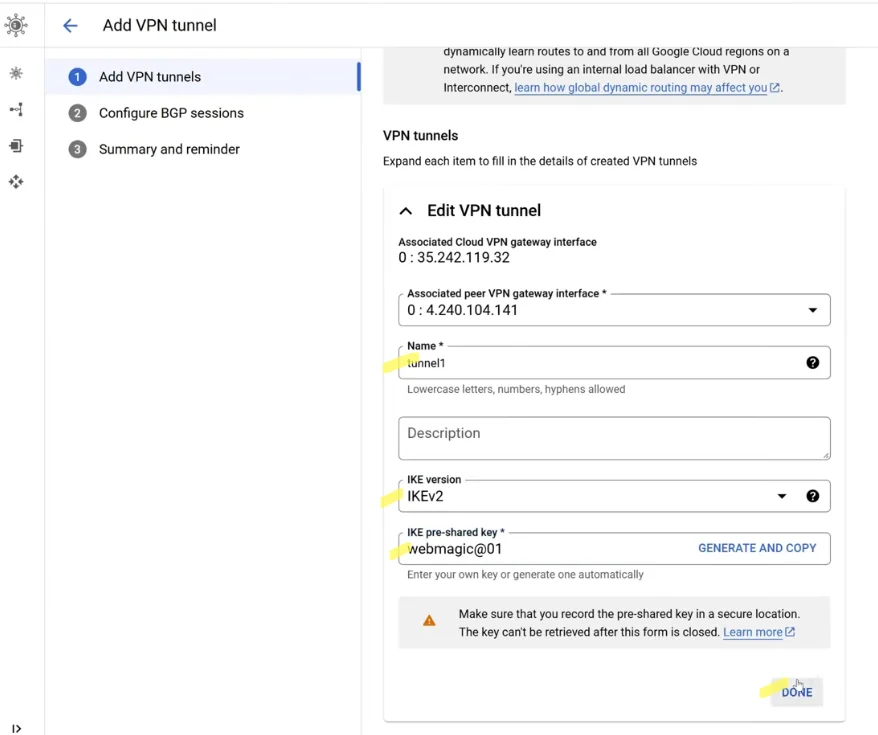 Add VPN tunnel
1 Add VPN tunnels
2 Configure BGP sessions
3 Summary and reminder
dynamically learn routes to and from all Google Cloud regions on a
network. If you're using an internal load balancer with VPN or
Interconnect, learn how global dynamic routing may affect you.
VPN tunnels
Expand each item to fill in the details of created VPN tunnels
Edit VPN tunnel
Associated Cloud VPN gateway interface
0 : 35.242.119.32
Associated peer VPN gateway interface *
0 : 4.240.104.141
Name *
tunnel1
Lowercase letters, numbers, hyphens allowed
Description
IKE version
IKEv2
IKE pre-shared key *
webmagic@01
GENERATE AND COPY
Enter your own key or generate one automatically
Make sure that you record the pre-shared key in a secure location.
The key can't be retrieved after this form is closed. Learn more
DONE